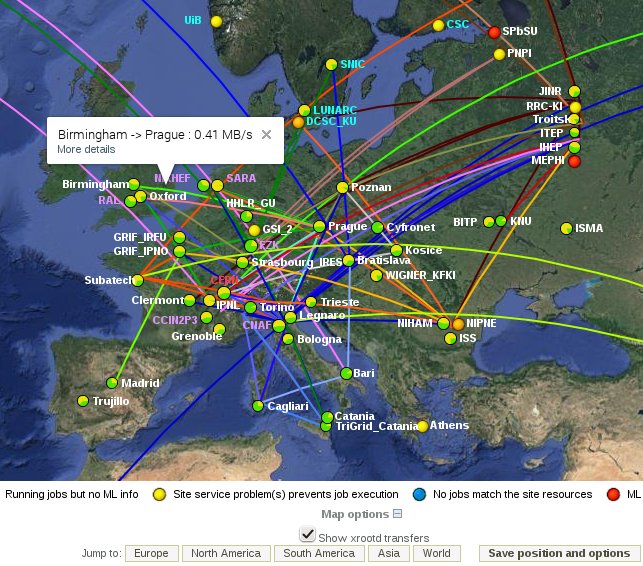 UiB
CSC
SPbSU
PNPI
SNIC
JINR
RRC-KI
Troitsk
LUNARC
DCSC_KU
ITEP
Birmingham -> Prague : 0.41 MB/s ×
More details
IHEP
MEPHI
NIKHEF
SARA
Birmingham
Poznan
RAL
Oxford
HHLR_GU
BITP
KNU
ISMA
GSI_2
Prague
Cyfronet
GRIF_IRFU
FZK
GRIF_IPNO
Kosice
Strasbourg_IRES
Bratislava
WIGNER_KFKI
Subatech
CERN
Clermont
IPNL
Torino
Trieste
CCIN2P3
Legnaro
CNAF
NIHAM
NIPNE
Grenoble
Bologna
ISS
Bari
Madrid
Trujillo
Cagliari
Catania
TriGrid_Catania
Athens
Running jobs but no ML info
Site service problem(s) prevents job execution
No jobs match the site resources
ML
Map options
Show xrootd transfers
Jump to: Europe North America South America Asia World Save position and options